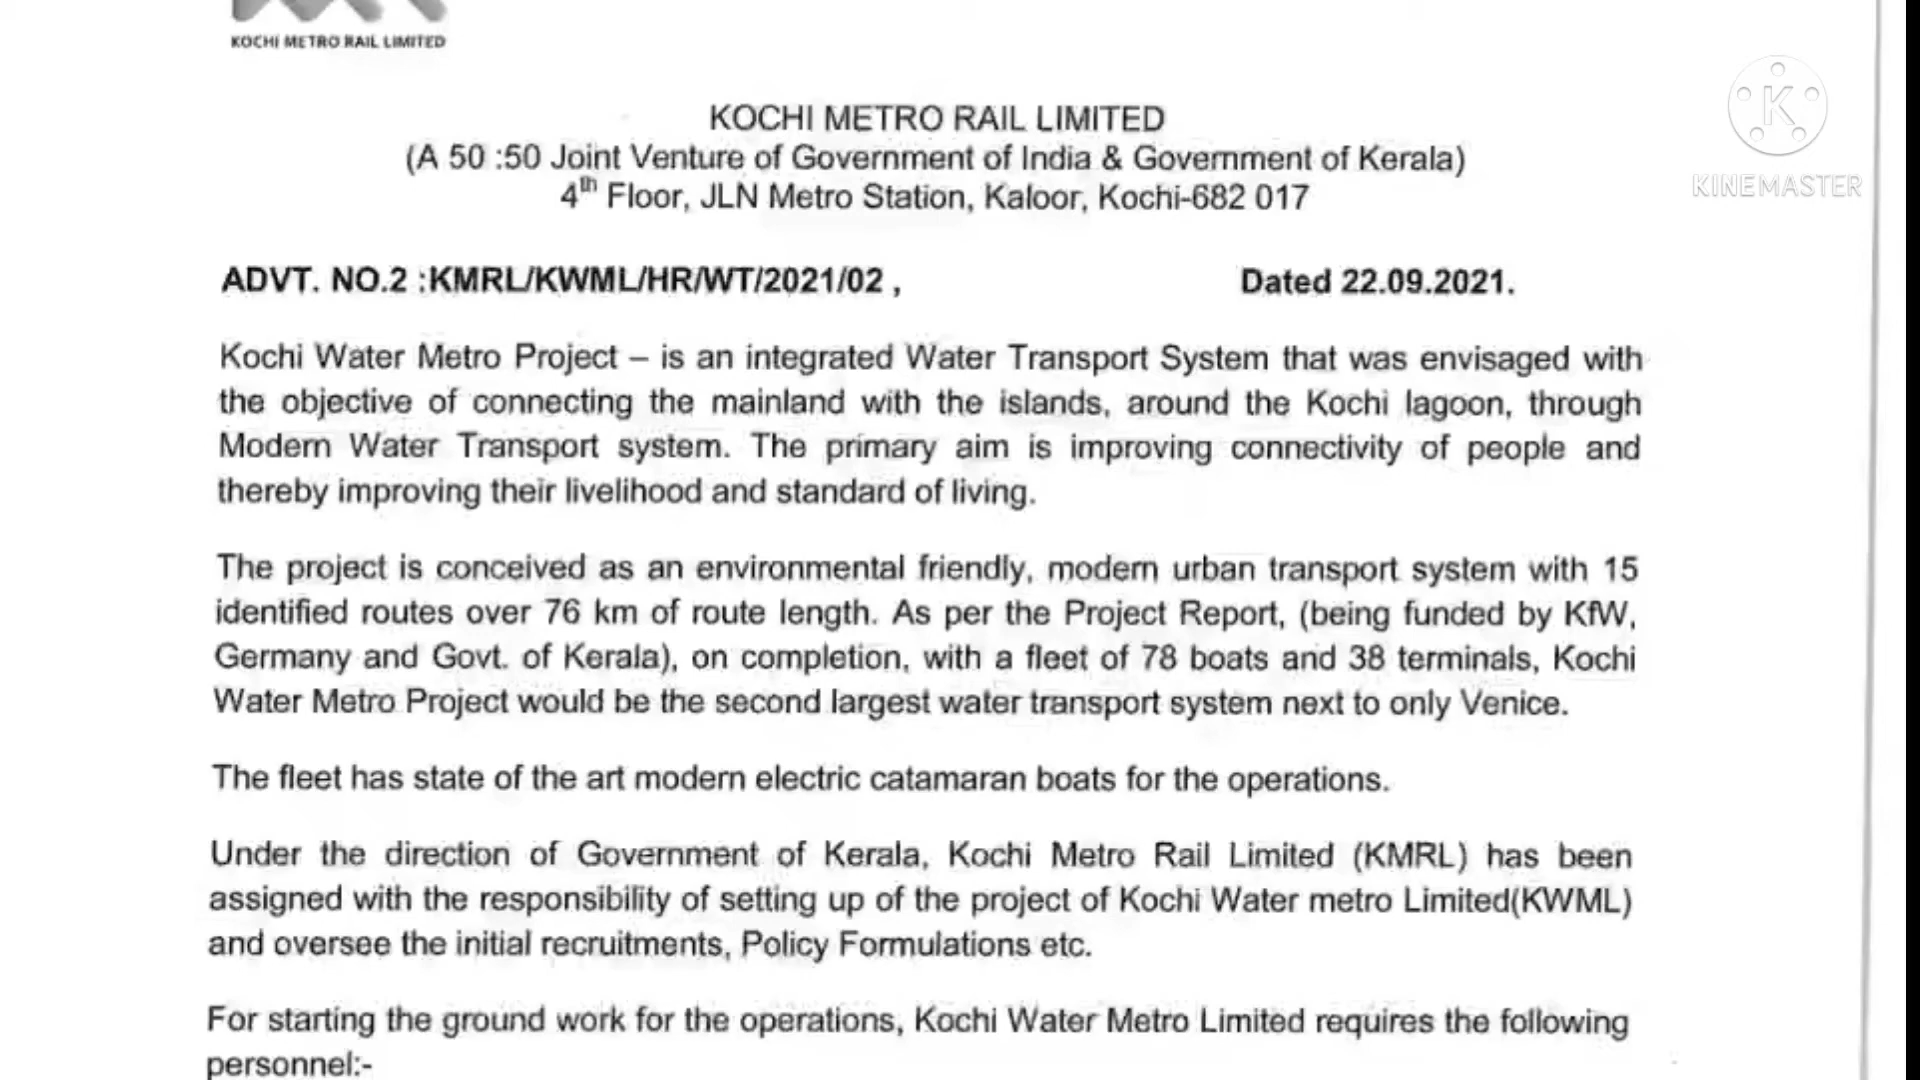 KOCHI METRO RAIL LIMITED
KOCHI METRO RAIL LIMITED
(A 50 :50 Joint Venture of Government of India & Government of Kerala)
4th Floor, JLN Metro Station, Kaloor, Kochi-682 017
KINEMASTER
ADVT. NO.2 :KMRL/KWML/HR/WT/2021/02 , Dated 22.09.2021.
Kochi Water Metro Project – is an integrated Water Transport System that was envisaged with
the objective of connecting the mainland with the islands, around the Kochi lagoon, through
Modern Water Transport system. The primary aim is improving connectivity of people and
thereby improving their livelihood and standard of living.
The project is conceived as an environmental friendly, modern urban transport system with 15
identified routes over 76 km of route length. As per the Project Report, (being funded by KfW,
Germany and Govt. of Kerala), on completion, with a fleet of 78 boats and 38 terminals, Kochi
Water Metro Project would be the second largest water transport system next to only Venice.
The fleet has state of the art modern electric catamaran boats for the operations.
Under the direction of Government of Kerala, Kochi Metro Rail Limited (KMRL) has been
assigned with the responsibility of setting up of the project of Kochi Water metro Limited(KWML)
and oversee the initial recruitments, Policy Formulations etc.
For starting the ground work for the operations, Kochi Water Metro Limited requires the following
personnel:-